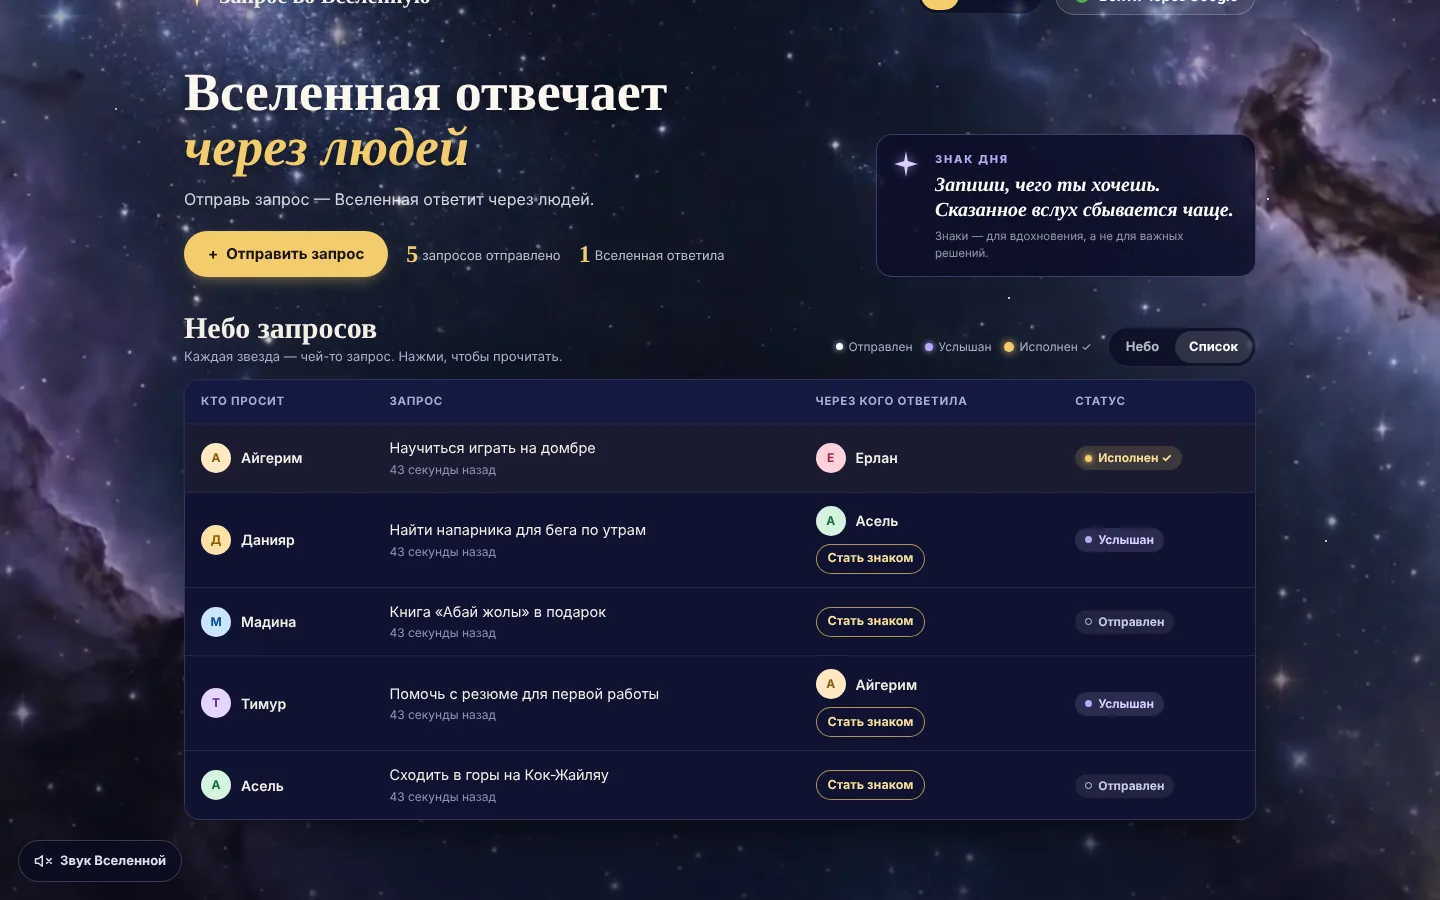 Запрос во Вселенную
Войти через Google
Вселенная отвечает
через людей
Отправь запрос — Вселенная ответит через людей.
+ Отправить запрос
5 запросов отправлено
1 Вселенная ответила
ЗНАК ДНЯ
Запиши, чего ты хочешь.
Сказанное вслух сбывается чаще.
Знаки — для вдохновения, а не для важных
решений.
Небо запросов
Каждая звезда — чей-то запрос. Нажми, чтобы прочитать.
Отправлен Услышан Исполнен ✓
Небо Список
КТО ПРОСИТ ЗАПРОС ЧЕРЕЗ КОГО ОТВЕТИЛА СТАТУС
А Айгерим
Научиться играть на домбре
43 секунды назад
Е Ерлан
Исполнен ✓
Д Данияр
Найти напарника для бега по утрам
43 секунды назад
А Асель
Стать знаком
Услышан
М Мадина
Книга «Абай жолы» в подарок
43 секунды назад
Стать знаком
Отправлен
Т Тимур
Помочь с резюме для первой работы
43 секунды назад
А Айгерим
Стать знаком
Услышан
А Асель
Сходить в горы на Кок-Жайляу
43 секунды назад
Стать знаком
Отправлен
Звук Вселенной